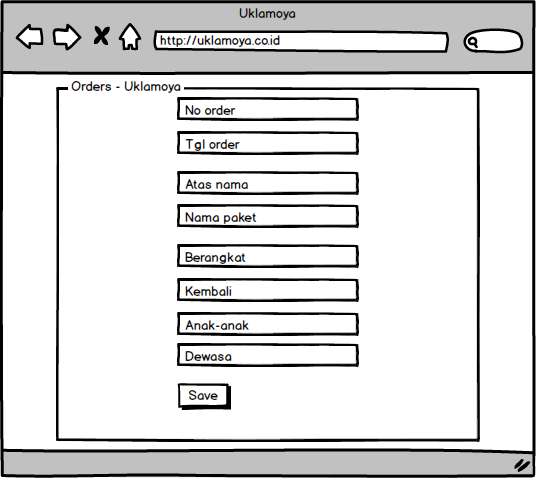 Uklamoya
http://uklamoya.co.id
Orders - Uklamoya
No order
Tgl order
Atas nama
Nama paket
Berangkat
Kembali
Anak-anak
Dewasa
Save